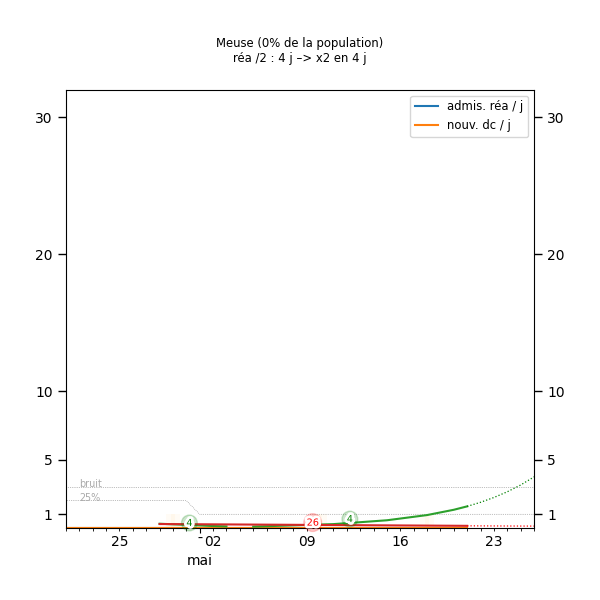 Meuse (0% de la population)
réa /2 : 4 j –> x2 en 4 j
admis. réa / j
nouv. dc / j
30 30
20 20
10 10
5 5
bruit
25%
1 1
4 26 4
25 02 09 16 23
mai